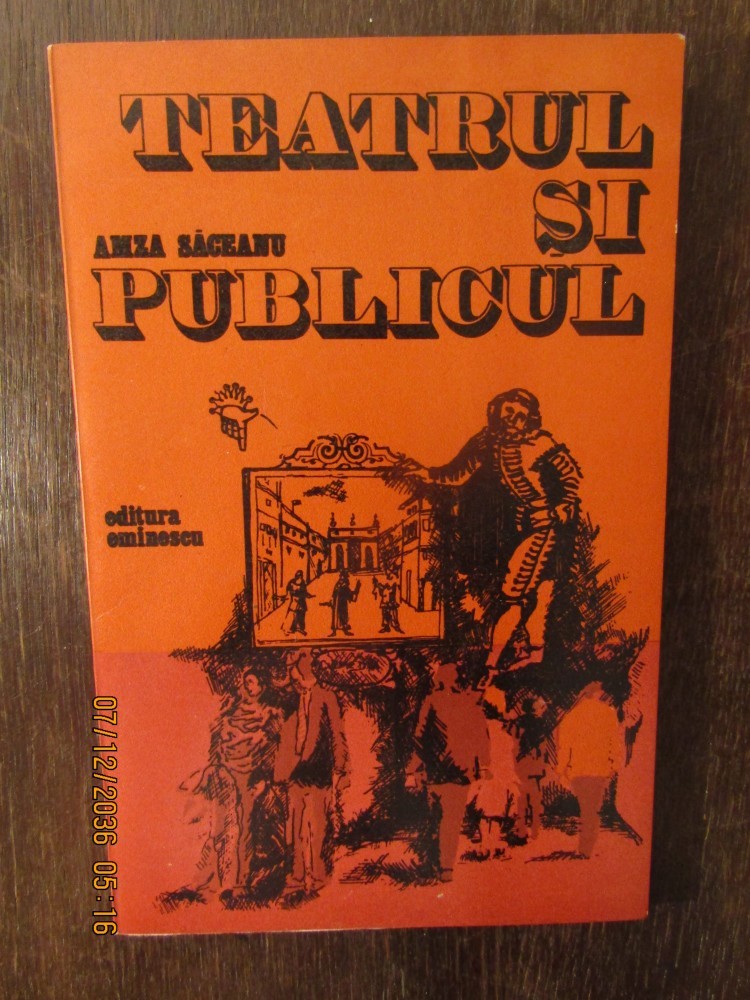 TEATRUL
ȘI
AMZA SĂCEANU
PUBLICUL
editura
eminescu
07/12/2036 05:16